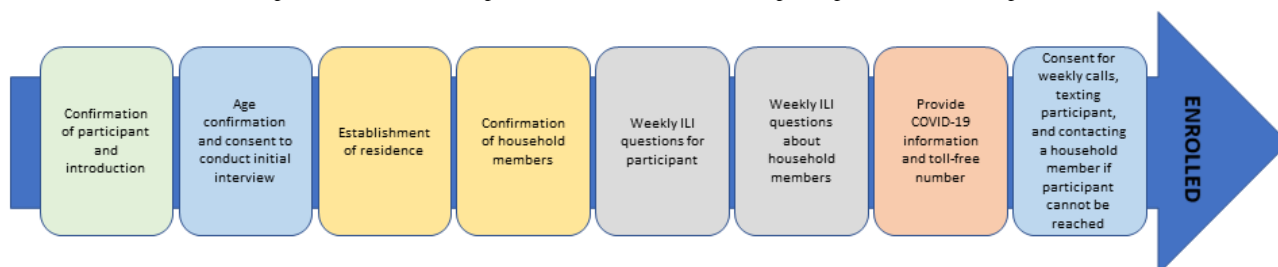 Confirmation
of participant
and
introduction
Age
confirmation
and consent to
conduct initial
interview
Establishment
of residence
Confirmation
of household
members
Weekly ILI
questions for
participant
Weekly ILI
questions
about
household
members
Provide
COVID-19
information
and toll-free
number
Consent for
weekly calls,
texting
participant,
and contacting
a household
member if
participant
cannot be
reached
ENROLLED